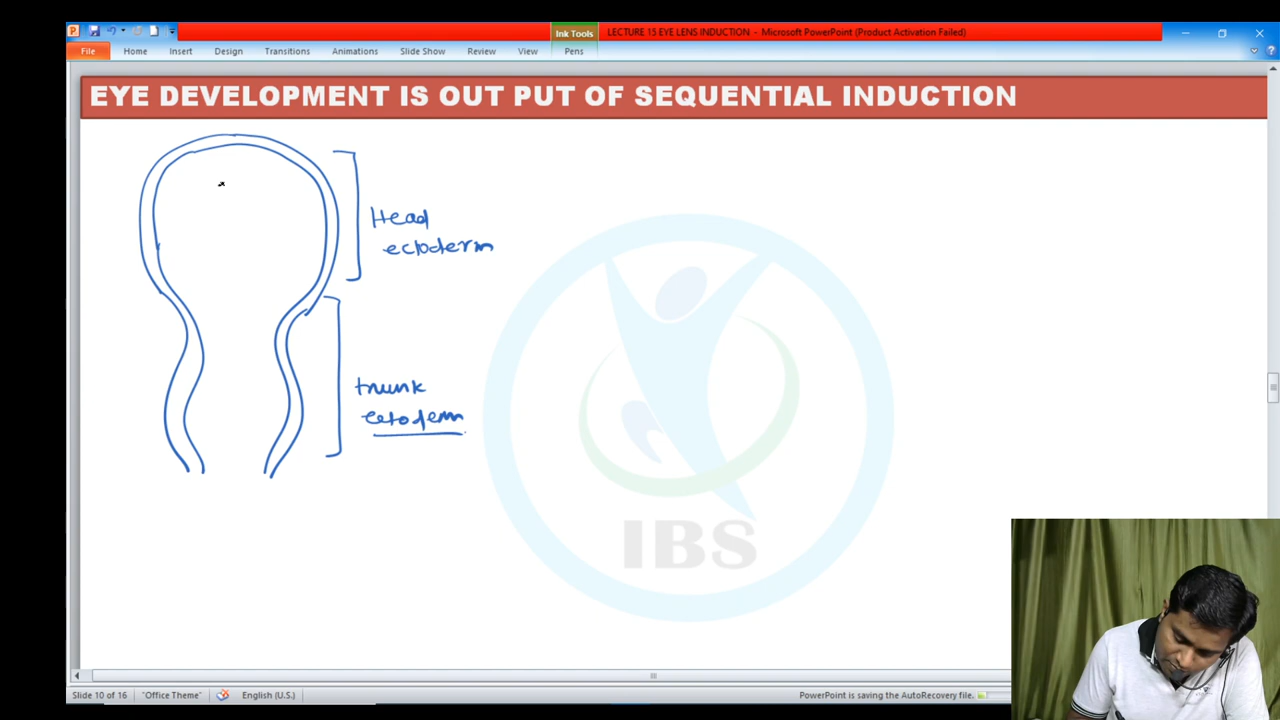 Ink Tools
LECTURE 15 EYE LENS INDUCTION - Microsoft PowerPoint (Product Activation Failed)
File Home Insert Design Transitions Animations Slide Show Review View Pens
EYE DEVELOPMENT IS OUT PUT OF SEQUENTIAL INDUCTION
Head
ectoderm
trunk
ectoderm
IBS
Slide 10 of 16 "Office Theme" English (U.S.) PowerPoint is saving the AutoRecovery file.